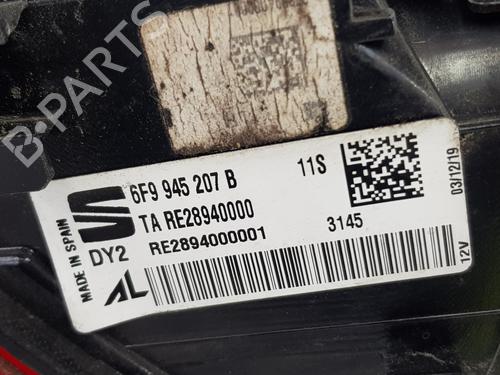 B-PARTS
6F9 945 207 B
11S
TA RE28940000
DY2
RE2894000001
3145
AL
MADE IN SPAIN
03/12/19
12V